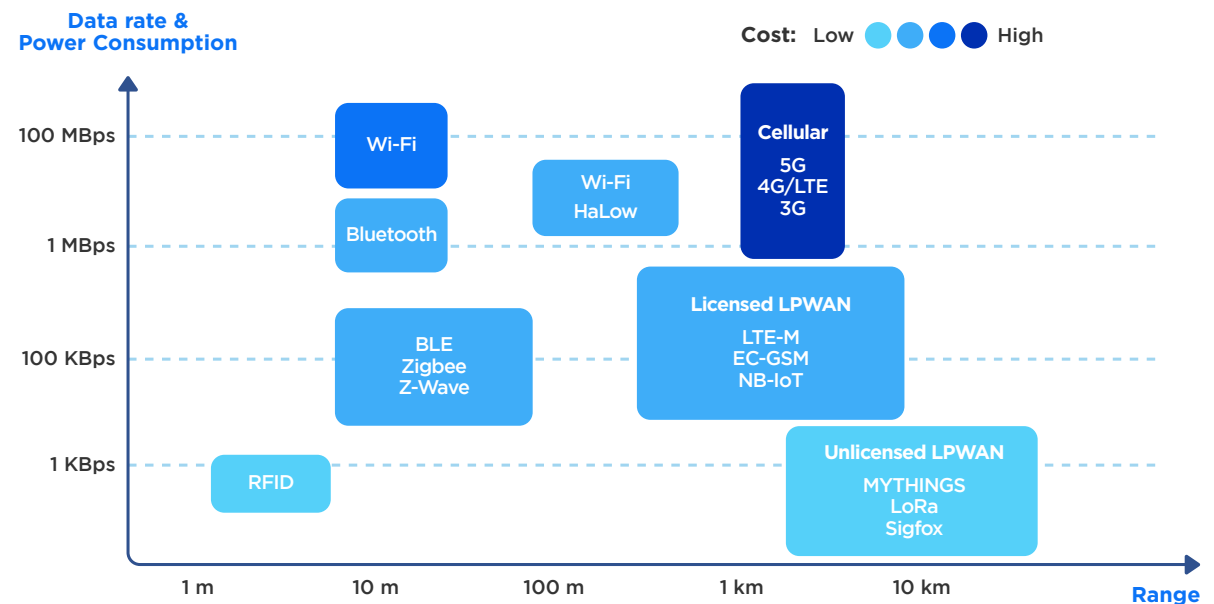 Data rate &
Power Consumption
Cost: Low High
100 MBps
1 MBps
100 KBps
1 KBps
Wi-Fi
Bluetooth
Wi-Fi
HaLow
Cellular
5G
4G/LTE
3G
BLE
Zigbee
Z-Wave
Licensed LPWAN
LTE-M
EC-GSM
NB-IoT
RFID
Unlicensed LPWAN
MYTHINGS
LoRa
Sigfox
1 m
10 m
100 m
1 km
10 km
Range